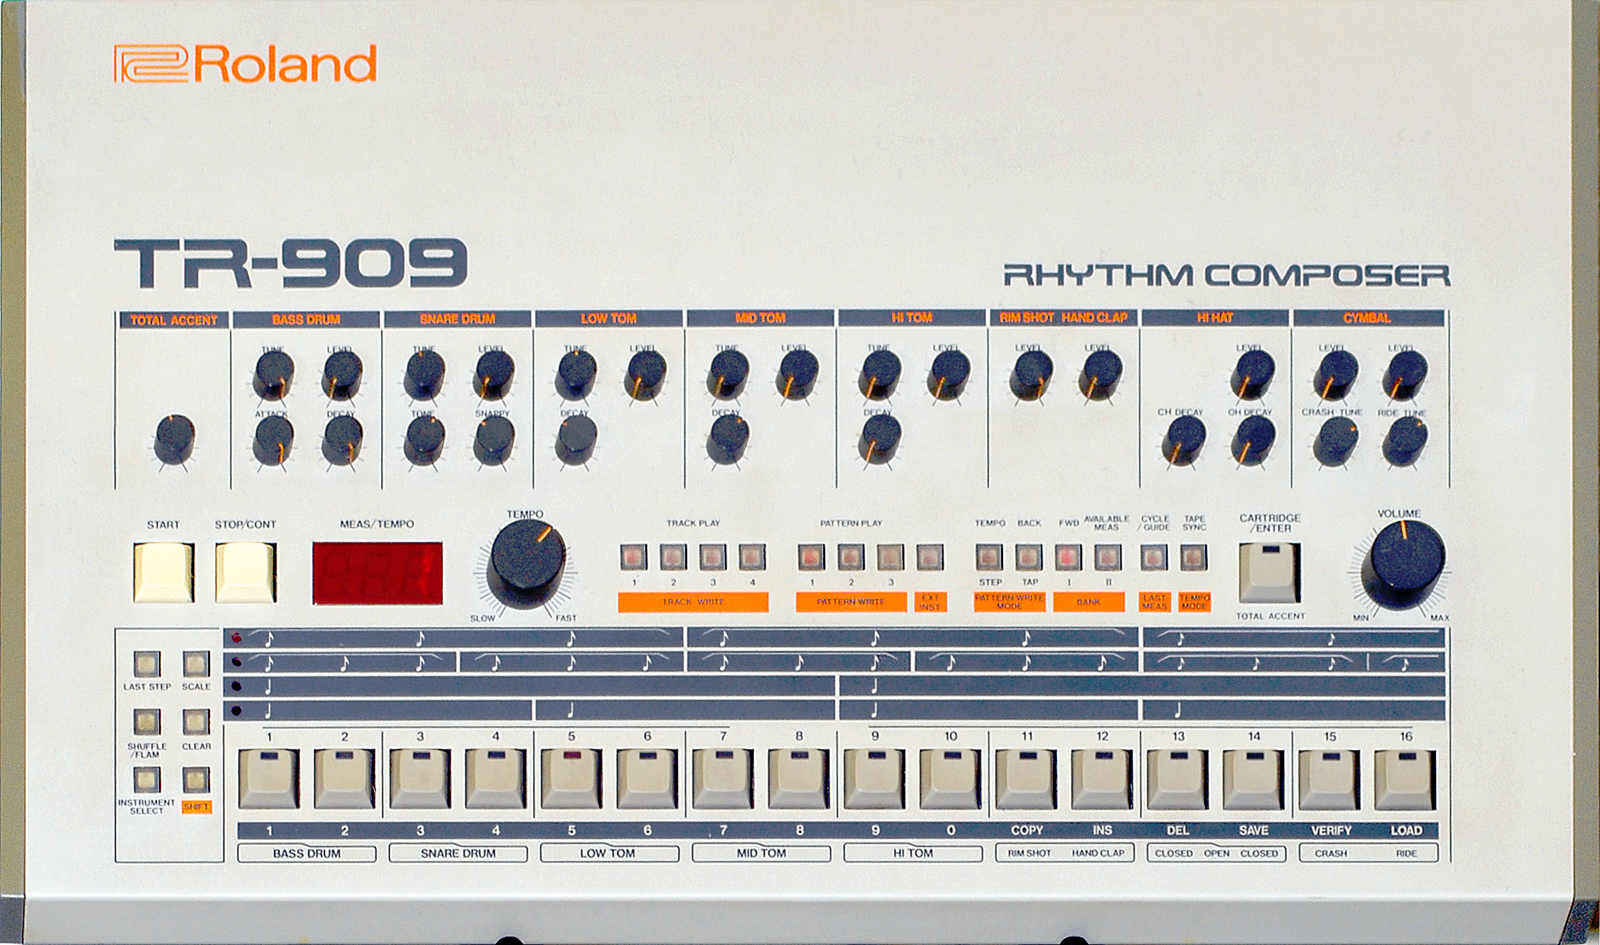 Roland
TR-909
RHYTHM COMPOSER
TOTAL ACCENT BASS DRUM SNARE DRUM LOW TOM MID TOM HI TOM RIM SHOT HAND CLAP HI HAT CYMBAL
TUNE LEVEL TUNE LEVEL TUNE LEVEL TUNE LEVEL TUNE LEVEL LEVEL LEVEL LEVEL LEVEL LEVEL
ATTACK DECAY TONE SNAPPY DECAY DECAY DECAY CH DECAY OH DECAY CRASH TUNE RIDE TUNE
START STOP/CONT MEAS/TEMPO TEMPO TRACK PLAY PATTERN PLAY TEMPO BACK FWD AVAILABLE MEAS CYCLE /GUIDE TAPE SYNC CARTRIDGE /ENTER VOLUME
1 2 3 4 1 2 3 STEP TAP I II
TRACK WRITE PATTERN WRITE EXT INST PATTERN WRITE MODE BANK LAST MEAS TEMPO MODE
SLOW FAST TOTAL ACCENT MIN MAX
LAST STEP SCALE
SHUFFLE /FLAM CLEAR
INSTRUMENT SELECT SHIFT
1 2 3 4 5 6 7 8 9 10 11 12 13 14 15 16
1 2 3 4 5 6 7 8 9 0 COPY INS DEL SAVE VERIFY LOAD
BASS DRUM SNARE DRUM LOW TOM MID TOM HI TOM RIM SHOT HAND CLAP CLOSED OPEN CLOSED CRASH RIDE